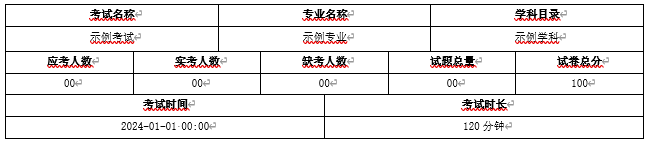 考试名称 专业名称 学科目录
示例考试 示例专业 示例学科
应考人数 实考人数 缺考人数 试题总量 试卷总分
00 00 00 00 100
考试时间 考试时长
2024-01-01·00:00 120 分钟